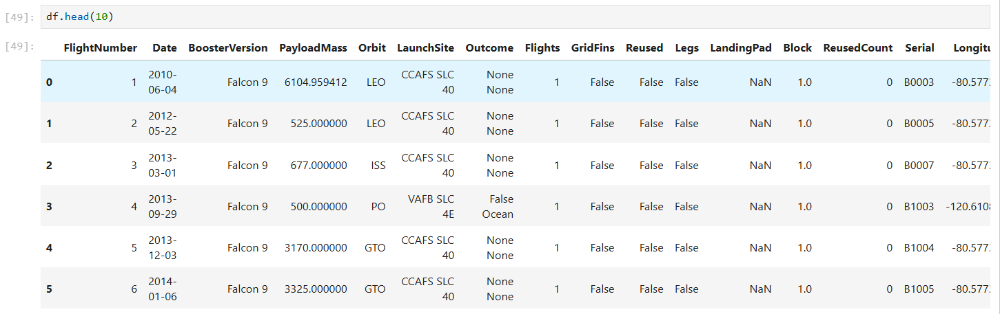 [49]: df.head(10)
[49]:
FlightNumber Date BoosterVersion PayloadMass Orbit LaunchSite Outcome Flights GridFins Reused Legs LandingPad Block ReusedCount Serial Longitu
0 1 2010-06-04 Falcon 9 6104.959412 LEO CCAFS SLC 40 None None 1 False False False NaN 1.0 0 B0003 -80.577
1 2 2012-05-22 Falcon 9 525.000000 LEO CCAFS SLC 40 None None 1 False False False NaN 1.0 0 B0005 -80.577
2 3 2013-03-01 Falcon 9 677.000000 ISS CCAFS SLC 40 None None 1 False False False NaN 1.0 0 B0007 -80.577
3 4 2013-09-29 Falcon 9 500.000000 PO VAFB SLC 4E False Ocean 1 False False False NaN 1.0 0 B1003 -120.610
4 5 2013-12-03 Falcon 9 3170.000000 GTO CCAFS SLC 40 None None 1 False False False NaN 1.0 0 B1004 -80.577
5 6 2014-01-06 Falcon 9 3325.000000 GTO CCAFS SLC 40 None None 1 False False False NaN 1.0 0 B1005 -80.577